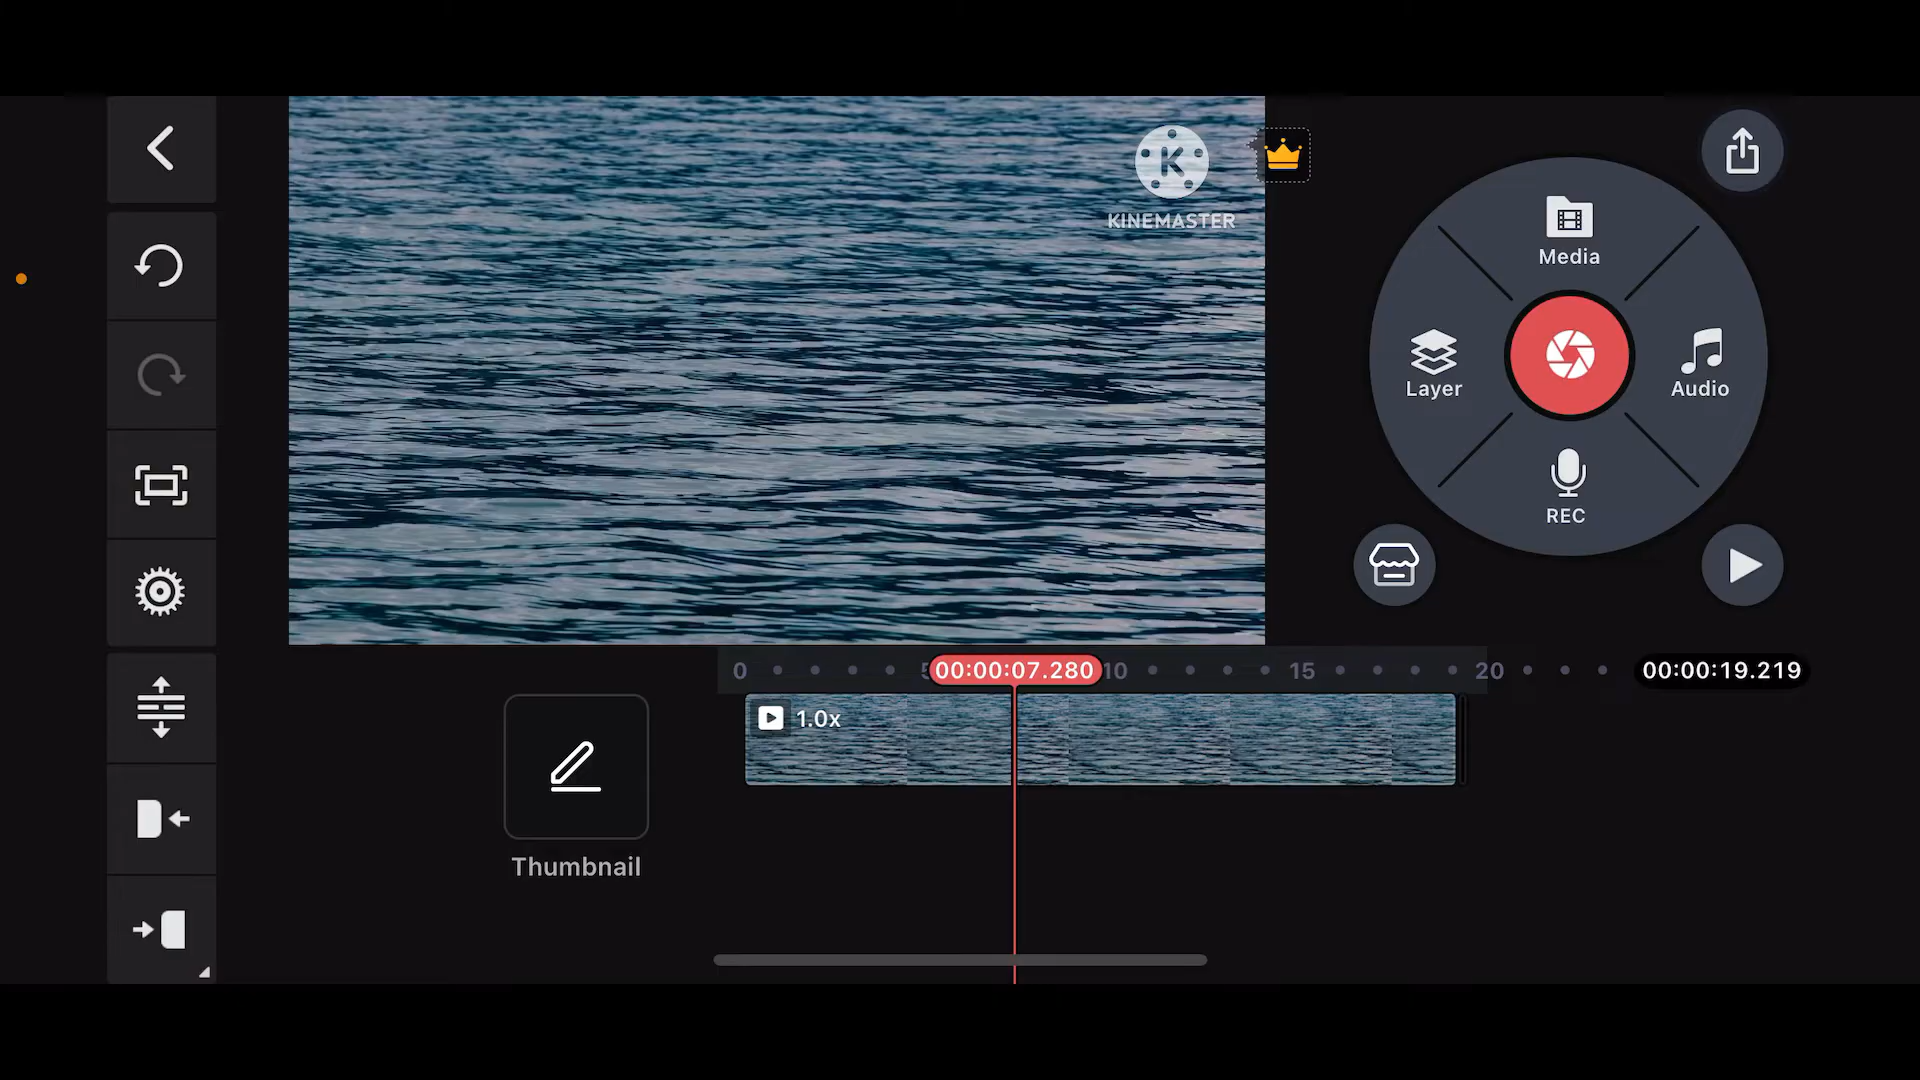 K
KINEMASTER
Media
Layer
Audio
REC
0
5
00:00:07.280
10
15
20
00:00:19.219
1.0x
Thumbnail